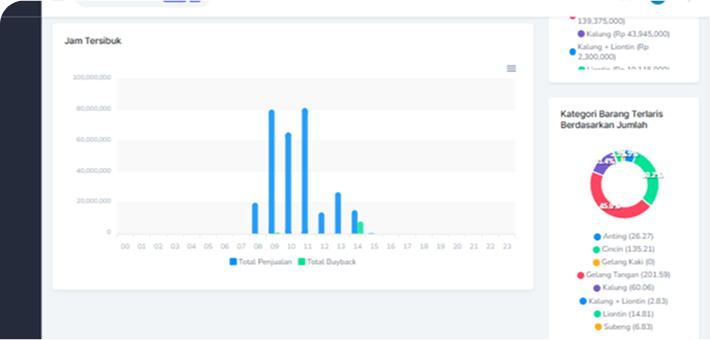 Jam Tersibuk
100,000,000
80,000,000
60,000,000
40,000,000
20,000,000
0
00 01 02 03 04 05 06 07 08 09 10 11 12 13 14 15 16 17 18 19 20 21 22 23
Total Penjualan Total Buyback
139,375,000)
Kalung (Rp 43,945,000)
Kalung + Liontin (Rp
2,300,000)
Kategori Barang Terlaris
Berdasarkan Jumlah
Anting (26.27)
Cincin (135.21)
Gelang Kaki (0)
Gelang Tangan (201.59)
Kalung (60.06)
Kalung + Liontin (2.83)
Liontin (14.81)
Subeng (6.83)